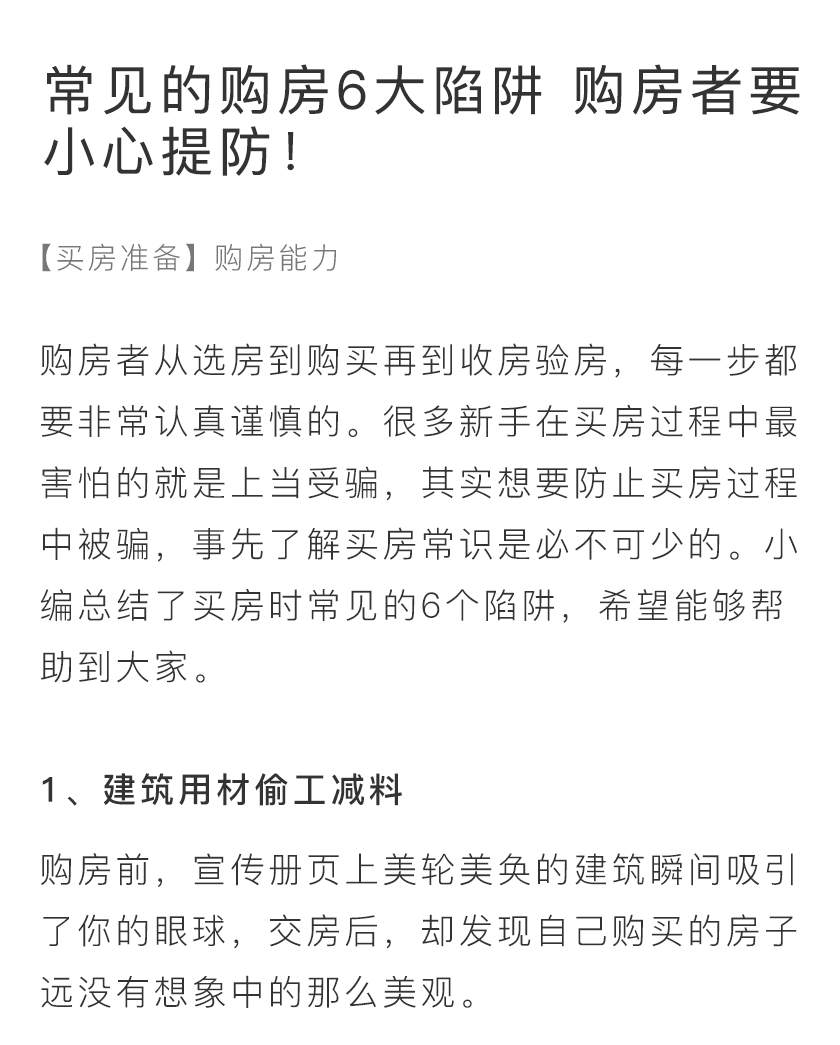 常见的购房6大陷阱 购房者要
小心提防！
【买房准备】购房能力
购房者从选房到购买再到收房验房，每一步都
要非常认真谨慎的。很多新手在买房过程中最
害怕的就是上当受骗，其实想要防止买房过程
中被骗，事先了解买房常识是必不可少的。小
编总结了买房时常见的6个陷阱，希望能够帮
助到大家。
1、建筑用材偷工减料
购房前，宣传册页上美轮美奂的建筑瞬间吸引
了你的眼球，交房后，却发现自己购买的房子
远没有想象中的那么美观。